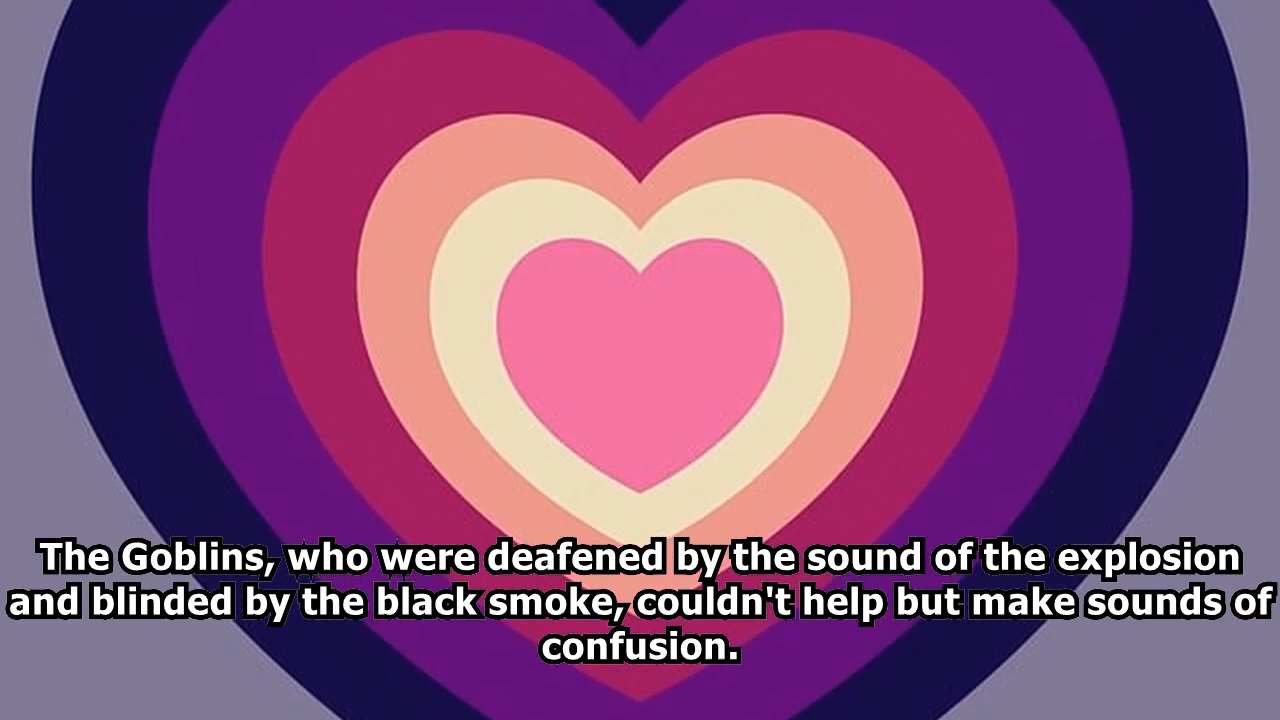 The Goblins, who were deafened by the sound of the explosion
and blinded by the black smoke, couldn't help but make sounds of
confusion.